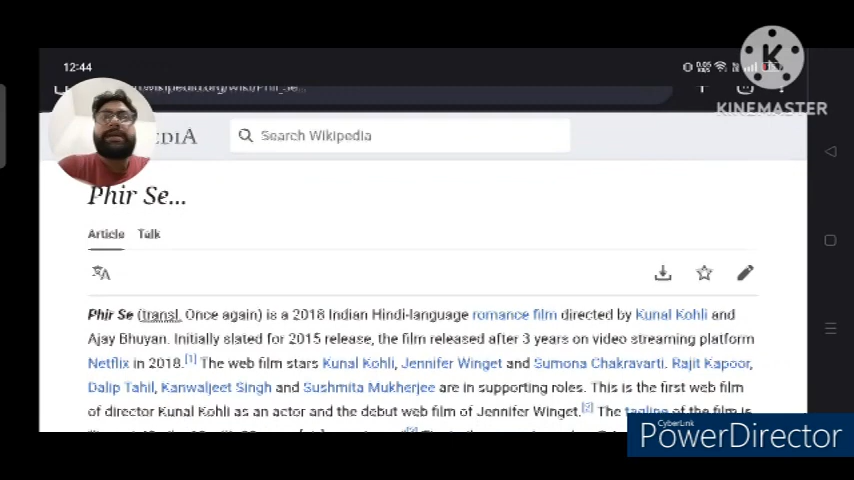 12:44
KINEMASTER
Search Wikipedia
Phir Se...
Article Talk
Phir Se (transl. Once again) is a 2018 Indian Hindi-language romance film directed by Kunal Kohli and
Ajay Bhuyan. Initially slated for 2015 release, the film released after 3 years on video streaming platform
Netflix in 2018.[1] The web film stars Kunal Kohli, Jennifer Winget and Sumona Chakravarti. Rajit Kapoor,
Dalip Tahil, Kanwaljeet Singh and Sushmita Mukherjee are in supporting roles. This is the first web film
of director Kunal Kohli as an actor and the debut web film of Jennifer Winget.[2] The tagline of the film is
CyberLink
PowerDirector